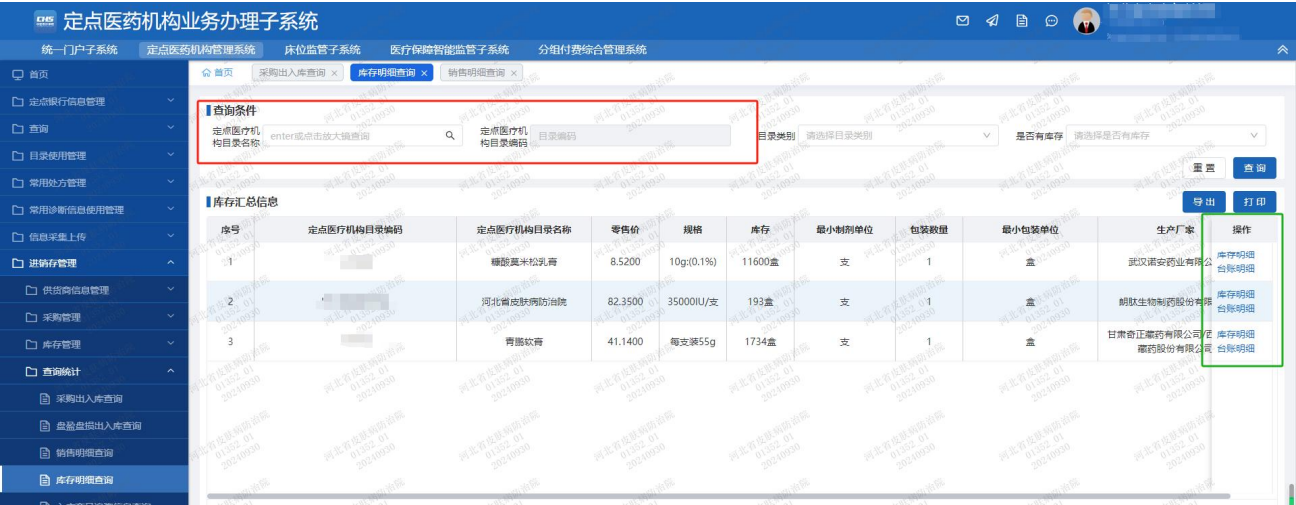 CHS 定点医药机构业务办理子系统
统一门户子系统 定点医药机构管理系统 床位监管子系统 医疗保障智能监管子系统 分组付费综合管理系统
首页
定点银行信息管理
查询
目录使用管理
常用处方管理
常用诊断信息使用管理
信息采集上传
进销存管理
供货商信息管理
采购管理
库存管理
查询统计
采购出入库查询
盘盈盘损出入库查询
销售明细查询
库存明细查询
首页 采购出入库查询 × 库存明细查询 × 销售明细查询 ×
查询条件
定点医疗机构目录名称 enter或点击放大镜查询 定点医疗机构目录编码 目录编码 目录类别 请选择目录类别 是否有库存 请选择是否有库存
重置 查询
库存汇总信息 导出 打印
序号 定点医疗机构目录编码 定点医疗机构目录名称 零售价 规格 库存 最小制剂单位 包装数量 最小包装单位 生产厂家 操作
1 糠酸莫米松乳膏 8.5200 10g:(0.1%) 11600盒 支 1 盒 武汉诺安药业有限公 库存明细 台账明细
2 河北省皮肤病防治院 82.3500 35000IU/支 193盒 支 1 盒 朗肽生物制药股份有限 库存明细 台账明细
3 青鹏软膏 41.1400 每支装55g 1734盒 支 1 盒 甘肃奇正藏药有限公司/西藏药股份有限公司 库存明细 台账明细
河北省皮肤病防治院
01352_01
20240930